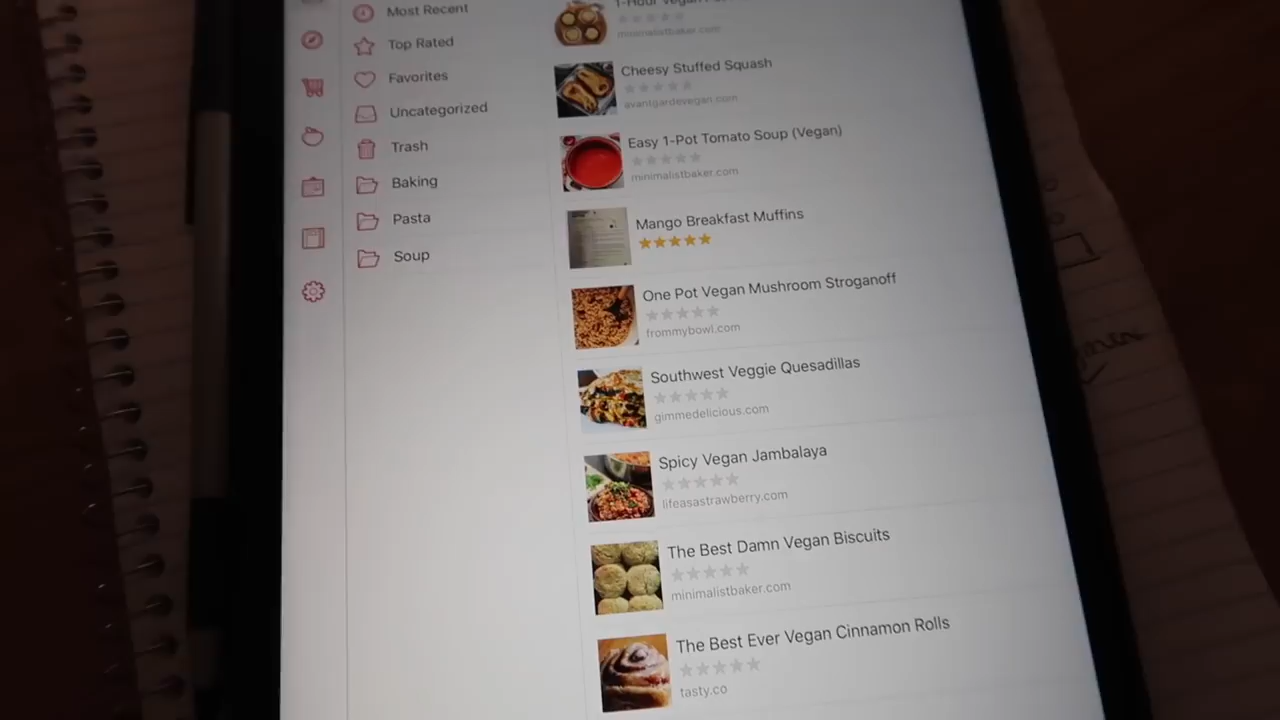 Most Recent
Top Rated
Favorites
Uncategorized
Trash
Baking
Pasta
Soup
1-Hour Vegan
minimalistbaker.com
Cheesy Stuffed Squash
avantgardevegan.com
Easy 1-Pot Tomato Soup (Vegan)
minimalistbaker.com
Mango Breakfast Muffins
One Pot Vegan Mushroom Stroganoff
frommybowl.com
Southwest Veggie Quesadillas
gimmedelicious.com
Spicy Vegan Jambalaya
lifeasastrawberry.com
The Best Damn Vegan Biscuits
minimalistbaker.com
The Best Ever Vegan Cinnamon Rolls
tasty.co